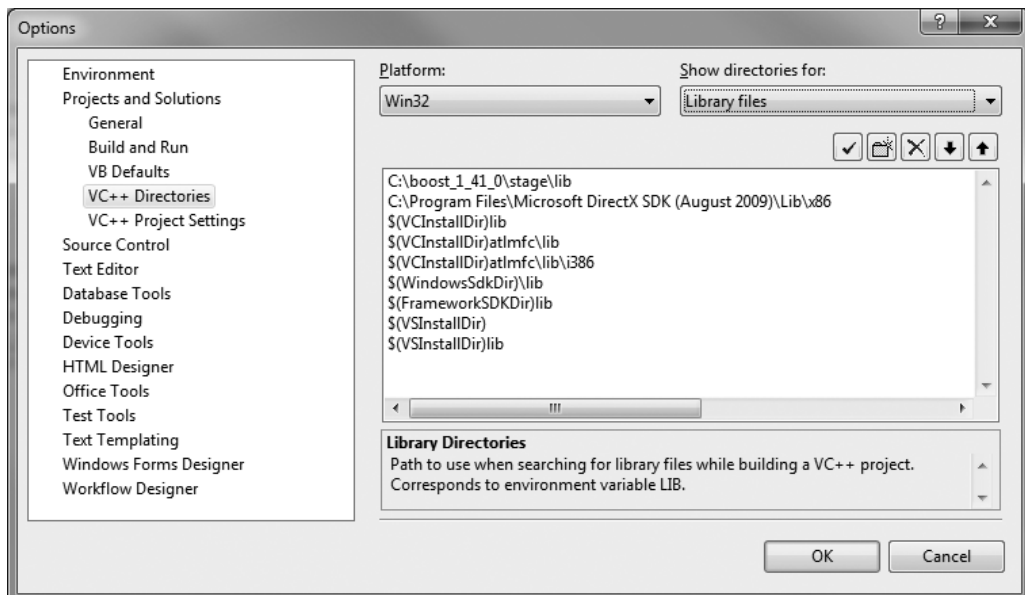 Options
Environment
Projects and Solutions
General
Build and Run
VB Defaults
VC++ Directories
VC++ Project Settings
Source Control
Text Editor
Database Tools
Debugging
Device Tools
HTML Designer
Office Tools
Test Tools
Text Templating
Windows Forms Designer
Workflow Designer
Platform:
Win32
Show directories for:
Library files
C:\boost_1_41_0\stage\lib
C:\Program Files\Microsoft DirectX SDK (August 2009)\Lib\x86
$(VCInstallDir)lib
$(VCInstallDir)atlmfc\lib
$(VCInstallDir)atlmfc\lib\i386
$(WindowsSdkDir)\lib
$(FrameworkSDKDir)lib
$(VSInstallDir)
$(VSInstallDir)lib
Library Directories
Path to use when searching for library files while building a VC++ project.
Corresponds to environment variable LIB.
OK
Cancel